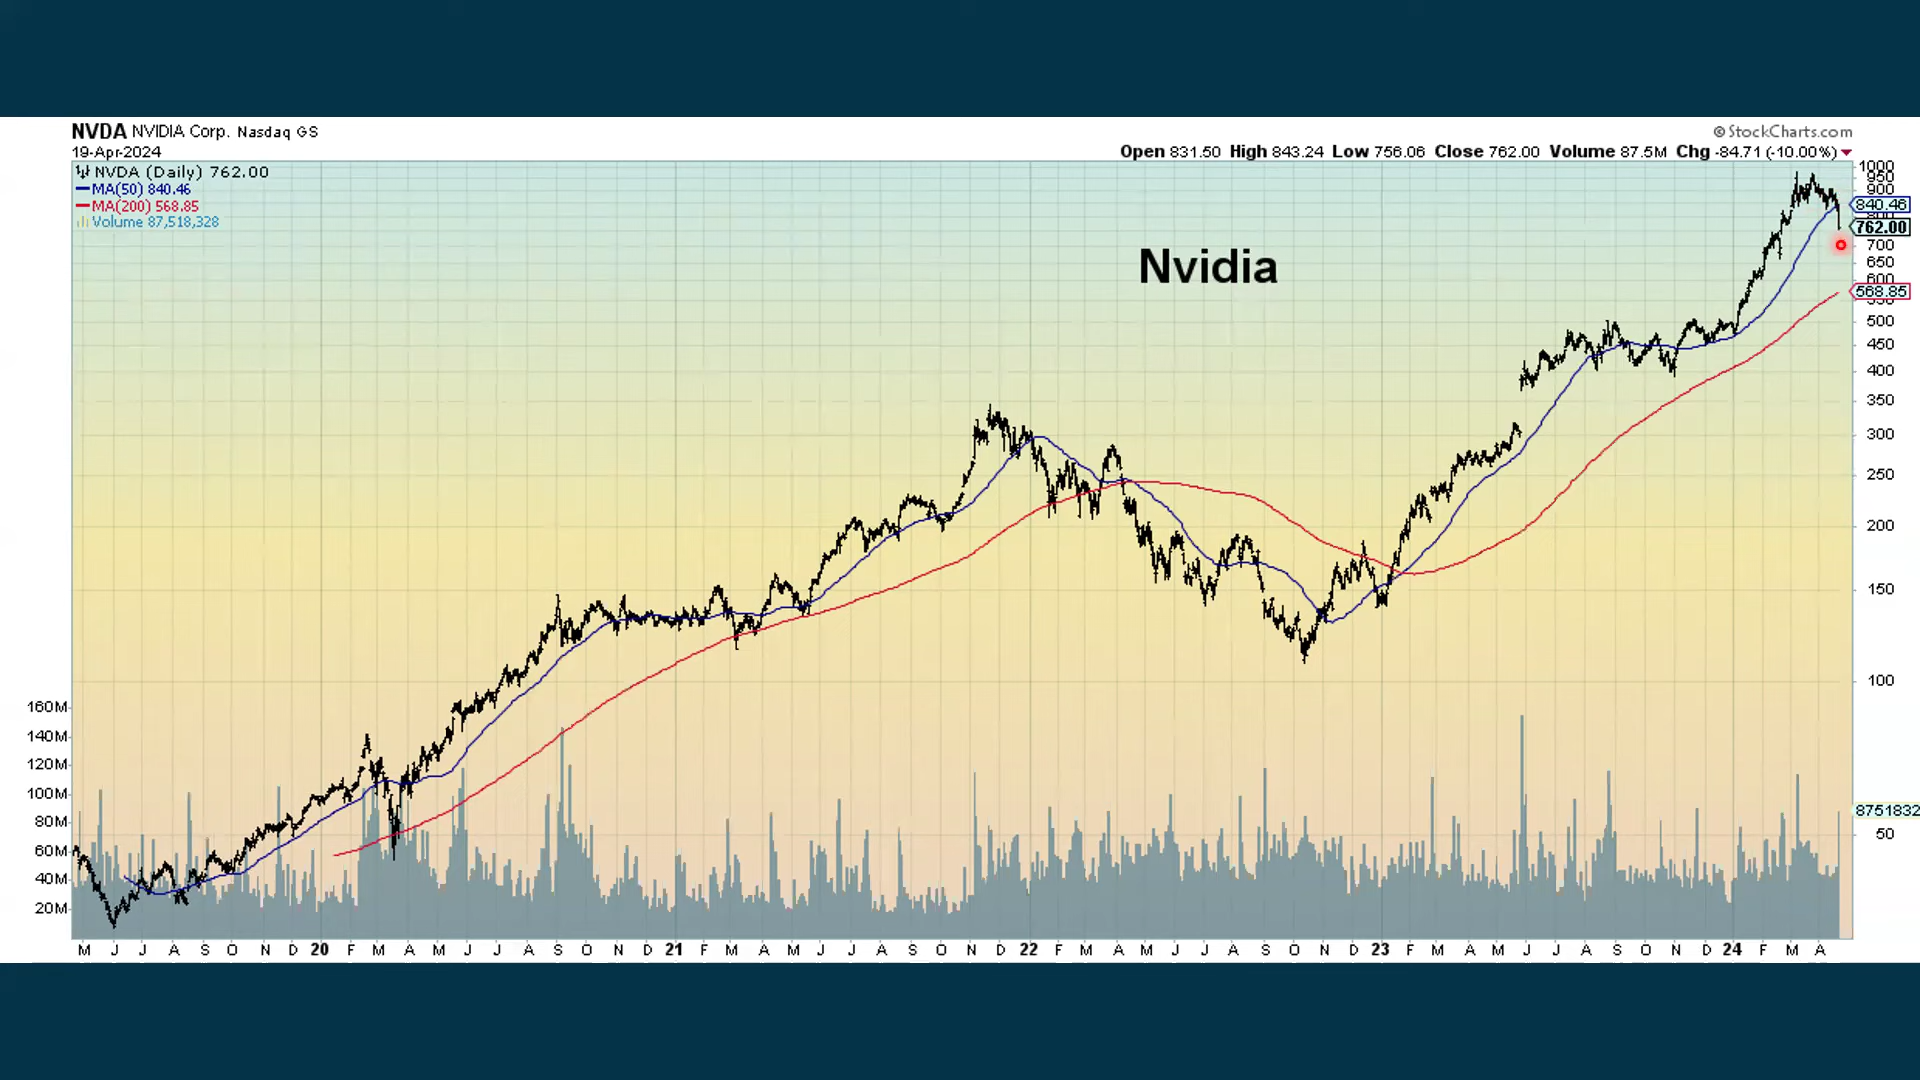 NVDA NVIDIA Corp. Nasdaq GS
© StockCharts.com
19-Apr-2024
Open 831.50 High 843.24 Low 756.06 Close 762.00 Volume 87.5M Chg -84.71 (-10.00%)
NVDA (Daily) 762.00
MA(50) 840.46
MA(200) 568.85
Volume 87,518,328
Nvidia
1000
950
900
840.46
800
762.00
700
650
600
568.85
550
500
450
400
350
300
250
200
150
100
50
8751832
160M
140M
120M
100M
80M
60M
40M
20M
M J J A S O N D 20 F M A M J J A S O N D 21 F M A M J J A S O N D 22 F M A M J J A S O N D 23 F M A M J J A S O N D 24 F M A